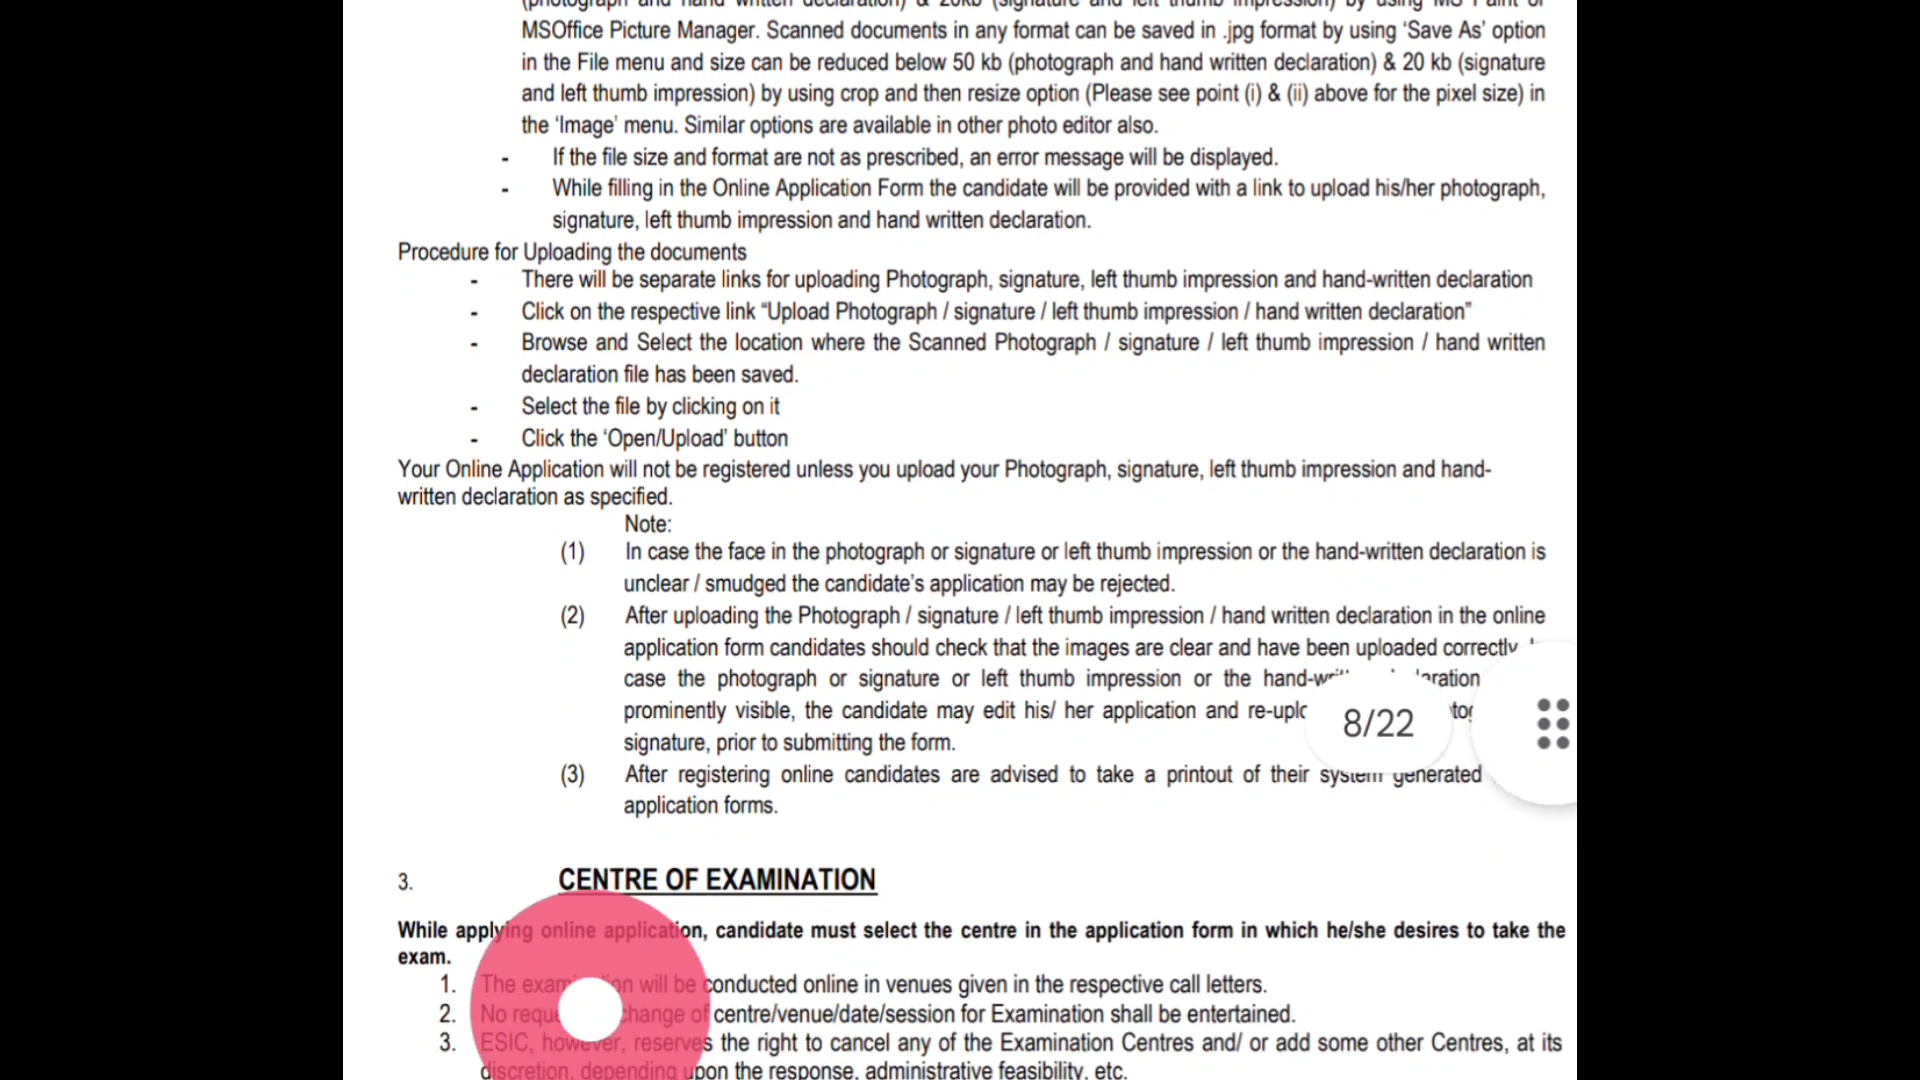 MSOffice Picture Manager. Scanned documents in any format can be saved in .jpg format by using ‘Save As’ option
in the File menu and size can be reduced below 50 kb (photograph and hand written declaration) & 20 kb (signature
and left thumb impression) by using crop and then resize option (Please see point (i) & (ii) above for the pixel size) in
the ‘Image’ menu. Similar options are available in other photo editor also.
- If the file size and format are not as prescribed, an error message will be displayed.
- While filling in the Online Application Form the candidate will be provided with a link to upload his/her photograph,
signature, left thumb impression and hand written declaration.
Procedure for Uploading the documents
- There will be separate links for uploading Photograph, signature, left thumb impression and hand-written declaration
- Click on the respective link “Upload Photograph / signature / left thumb impression / hand written declaration”
- Browse and Select the location where the Scanned Photograph / signature / left thumb impression / hand written
declaration file has been saved.
- Select the file by clicking on it
- Click the ‘Open/Upload’ button
Your Online Application will not be registered unless you upload your Photograph, signature, left thumb impression and hand-
written declaration as specified.
Note:
(1) In case the face in the photograph or signature or left thumb impression or the hand-written declaration is
unclear / smudged the candidate’s application may be rejected.
(2) After uploading the Photograph / signature / left thumb impression / hand written declaration in the online
application form candidates should check that the images are clear and have been uploaded correctly.
case the photograph or signature or left thumb impression or the
prominently visible, the candidate may edit his/ her application and
8/22
signature, prior to submitting the form.
(3) After registering online candidates are advised to take a printout of their system generated
application forms.
3. CENTRE OF EXAMINATION
While applying online application, candidate must select the centre in the application form in which he/she desires to take the
exam.
1. The will be conducted online in venues given in the respective call letters.
2. No change of centre/venue/date/session for Examination shall be entertained.
3. ESIC, however, reserves the right to cancel any of the Examination Centres and/ or add some other Centres, at its
discretion, depending upon the response, administrative feasibility, etc.